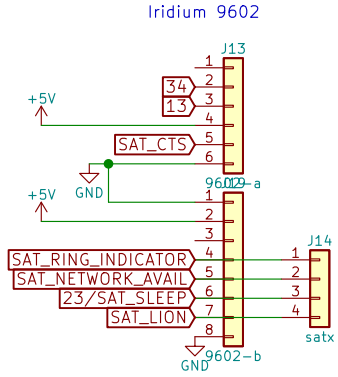 Iridium 9602
J13
1
34 2
13 3
+5V 4
SAT_CTS 5
6
GND
9602-a
J19
+5V
1
2
3
SAT_RING_INDICATOR 4 1 J14
SAT_NETWORK_AVAIL 5 2
23/SAT_SLEEP 6 3
SAT_LION 7 4
satx
8
GND
9602-b